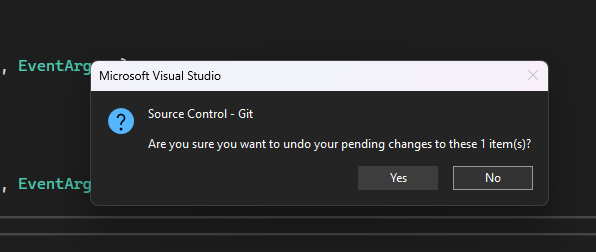 , EventArg
Microsoft Visual Studio
Source Control - Git
Are you sure you want to undo your pending changes to these 1 item(s)?
, EventArg
Yes
No